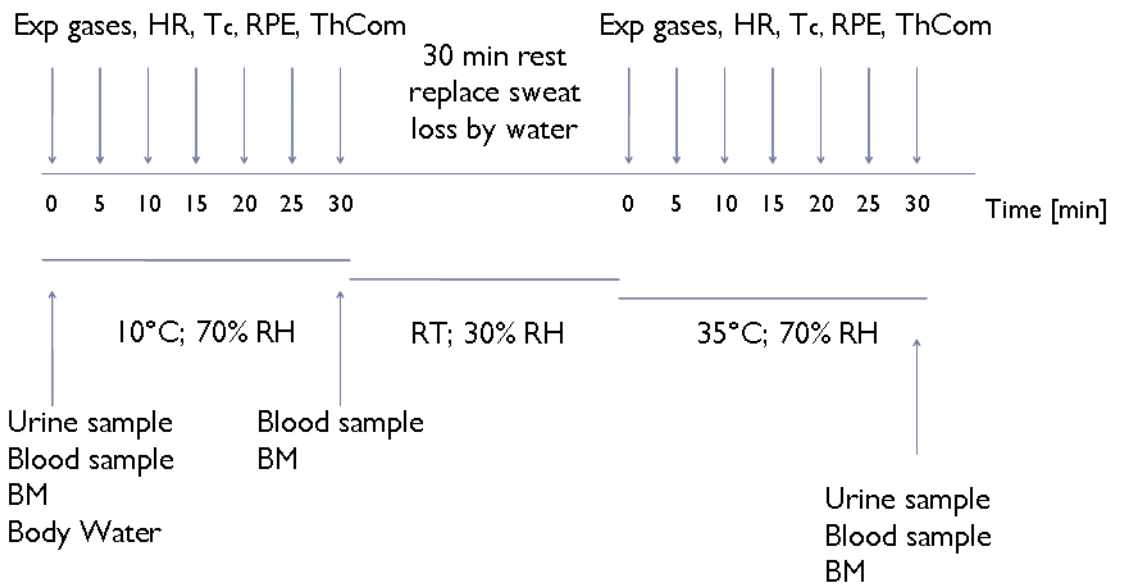 Exp gases, HR, Tc, RPE, ThCom
30 min rest
replace sweat
loss by water
Exp gases, HR, Tc, RPE, ThCom
0 5 10 15 20 25 30
0 5 10 15 20 25 30
Time [min]
10°C; 70% RH
RT; 30% RH
35°C; 70% RH
Urine sample
Blood sample
BM
Body Water
Blood sample
BM
Urine sample
Blood sample
BM